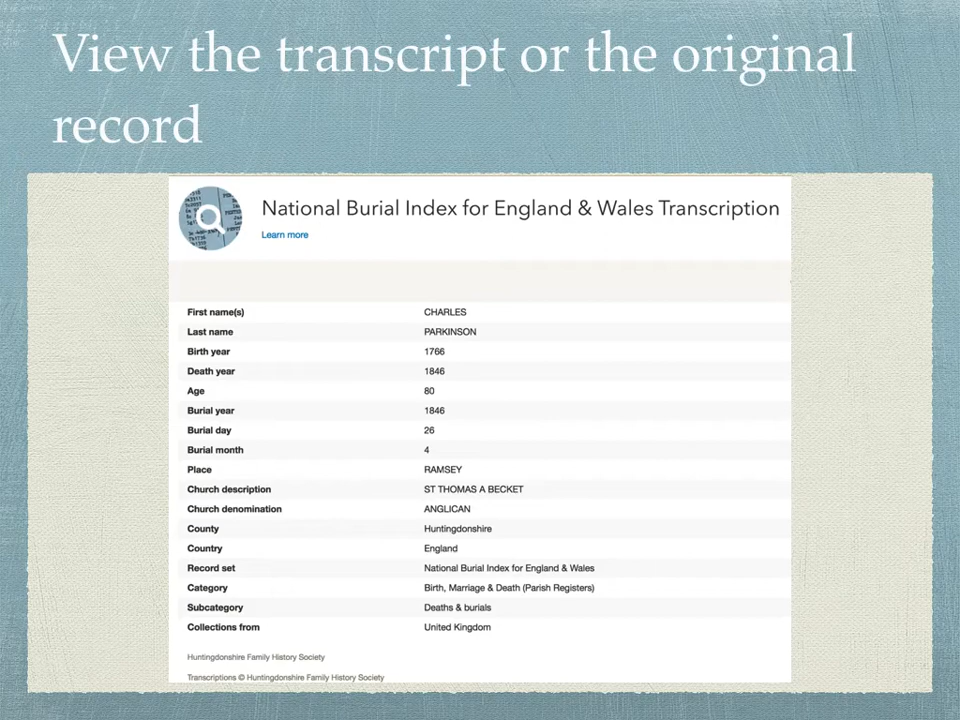 View the transcript or the original
record
National Burial Index for England & Wales Transcription
Learn more
First name(s) CHARLES
Last name PARKINSON
Birth year 1766
Death year 1846
Age 80
Burial year 1846
Burial day 26
Burial month 4
Place RAMSEY
Church description ST THOMAS A BECKET
Church denomination ANGLICAN
County Huntingdonshire
Country England
Record set National Burial Index for England & Wales
Category Birth, Marriage & Death (Parish Registers)
Subcategory Deaths & burials
Collections from United Kingdom
Huntingdonshire Family History Society
Transcriptions © Huntingdonshire Family History Society